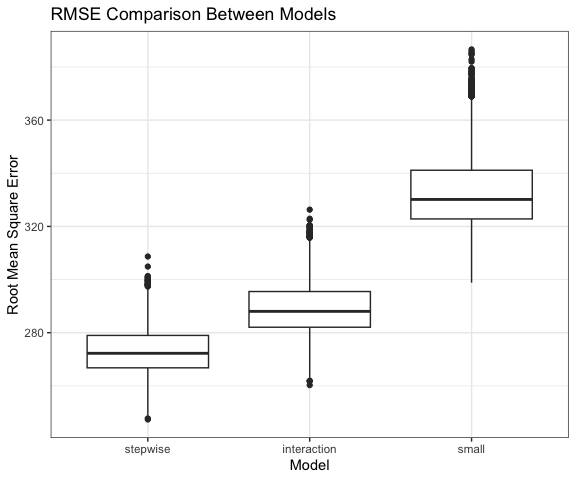 RMSE Comparison Between Models
Root Mean Square Error
360
320
280
stepwise
interaction
small
Model